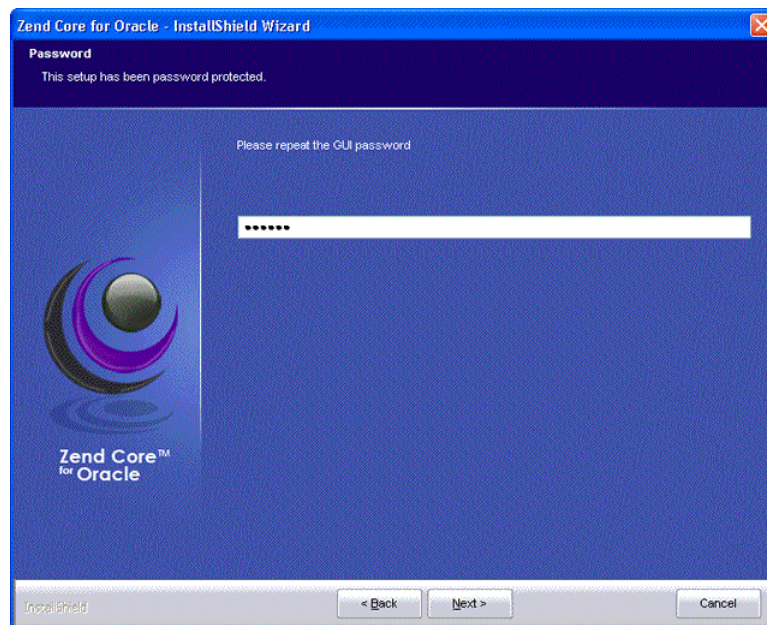 Zend Core for Oracle - InstallShield Wizard
Password
This setup has been password protected.
Please repeat the GUI password
••••••
Zend Core™
for Oracle
InstallShield
< Back
Next >
Cancel